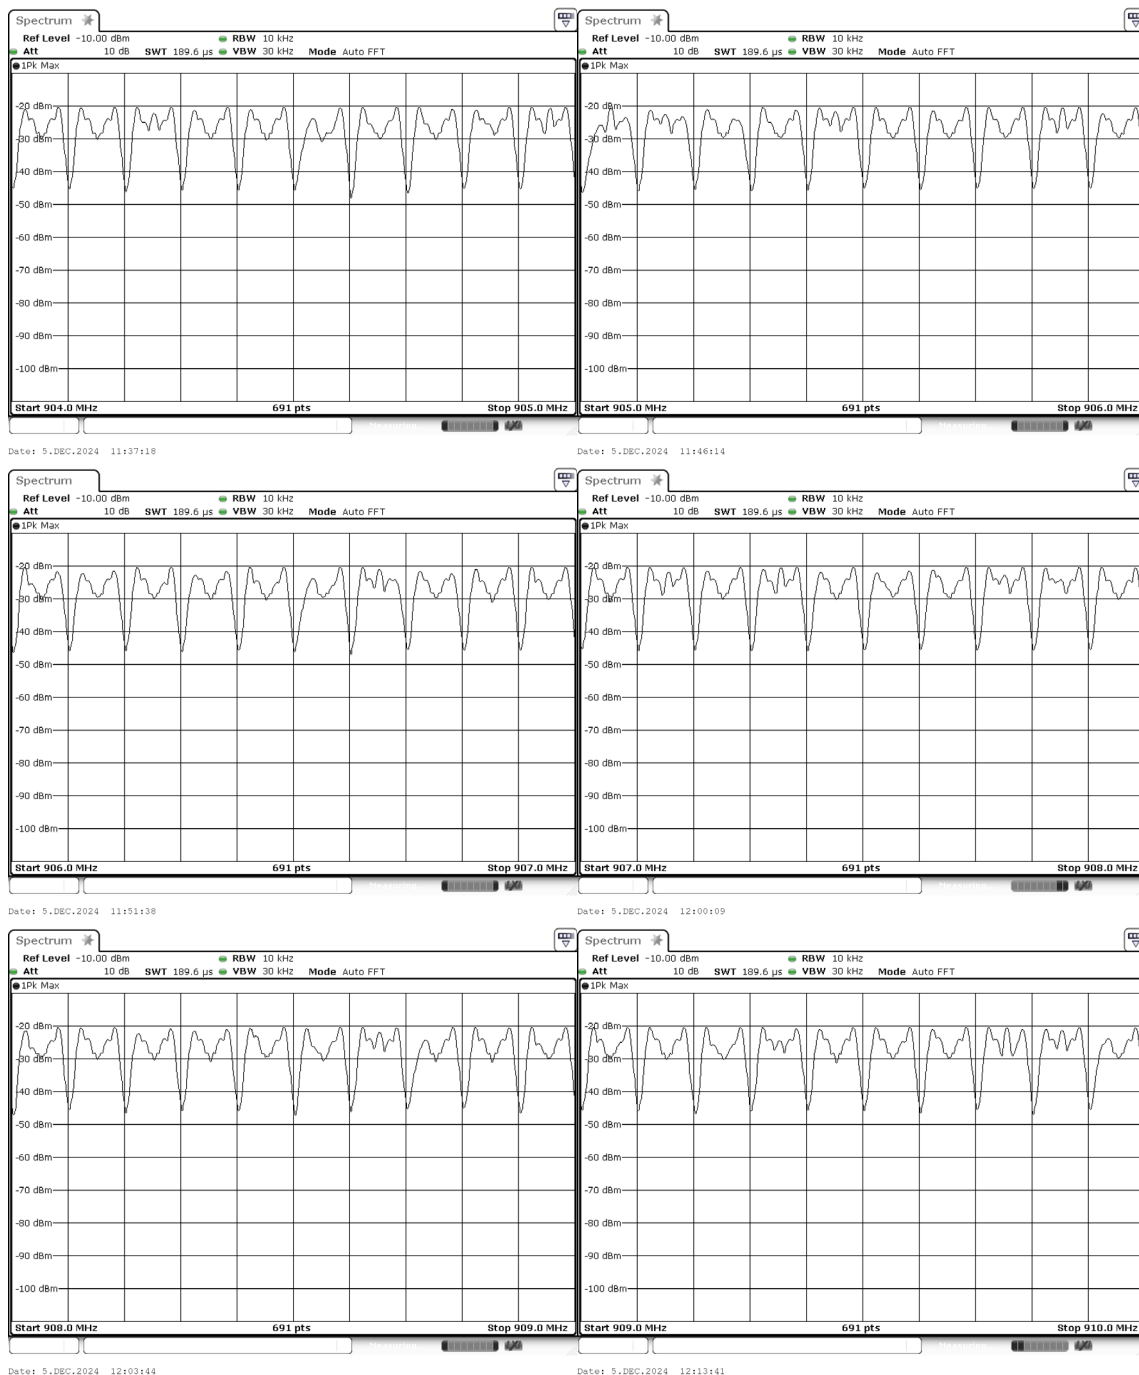 Spectrum
Ref Level -10.00 dBm RBW 10 kHz
Att 10 dB SWT 189.6 µs VBW 30 kHz Mode Auto FFT
1Pk Max
-20 dBm
-30 dBm
-40 dBm
-50 dBm
-60 dBm
-70 dBm
-80 dBm
-90 dBm
-100 dBm
Start 904.0 MHz 691 pts Stop 905.0 MHz
Date: 5.DEC.2024 11:37:18
Spectrum
Ref Level -10.00 dBm RBW 10 kHz
Att 10 dB SWT 189.6 µs VBW 30 kHz Mode Auto FFT
1Pk Max
-20 dBm
-30 dBm
-40 dBm
-50 dBm
-60 dBm
-70 dBm
-80 dBm
-90 dBm
-100 dBm
Start 905.0 MHz 691 pts Stop 906.0 MHz
Date: 5.DEC.2024 11:46:14
Spectrum
Ref Level -10.00 dBm RBW 10 kHz
Att 10 dB SWT 189.6 µs VBW 30 kHz Mode Auto FFT
1Pk Max
-20 dBm
-30 dBm
-40 dBm
-50 dBm
-60 dBm
-70 dBm
-80 dBm
-90 dBm
-100 dBm
Start 906.0 MHz 691 pts Stop 907.0 MHz
Date: 5.DEC.2024 11:51:38
Spectrum
Ref Level -10.00 dBm RBW 10 kHz
Att 10 dB SWT 189.6 µs VBW 30 kHz Mode Auto FFT
1Pk Max
-20 dBm
-30 dBm
-40 dBm
-50 dBm
-60 dBm
-70 dBm
-80 dBm
-90 dBm
-100 dBm
Start 907.0 MHz 691 pts Stop 908.0 MHz
Date: 5.DEC.2024 12:00:09
Spectrum
Ref Level -10.00 dBm RBW 10 kHz
Att 10 dB SWT 189.6 µs VBW 30 kHz Mode Auto FFT
1Pk Max
-20 dBm
-30 dBm
-40 dBm
-50 dBm
-60 dBm
-70 dBm
-80 dBm
-90 dBm
-100 dBm
Start 908.0 MHz 691 pts Stop 909.0 MHz
Date: 5.DEC.2024 12:03:44
Spectrum
Ref Level -10.00 dBm RBW 10 kHz
Att 10 dB SWT 189.6 µs VBW 30 kHz Mode Auto FFT
1Pk Max
-20 dBm
-30 dBm
-40 dBm
-50 dBm
-60 dBm
-70 dBm
-80 dBm
-90 dBm
-100 dBm
Start 909.0 MHz 691 pts Stop 910.0 MHz
Date: 5.DEC.2024 12:13:41